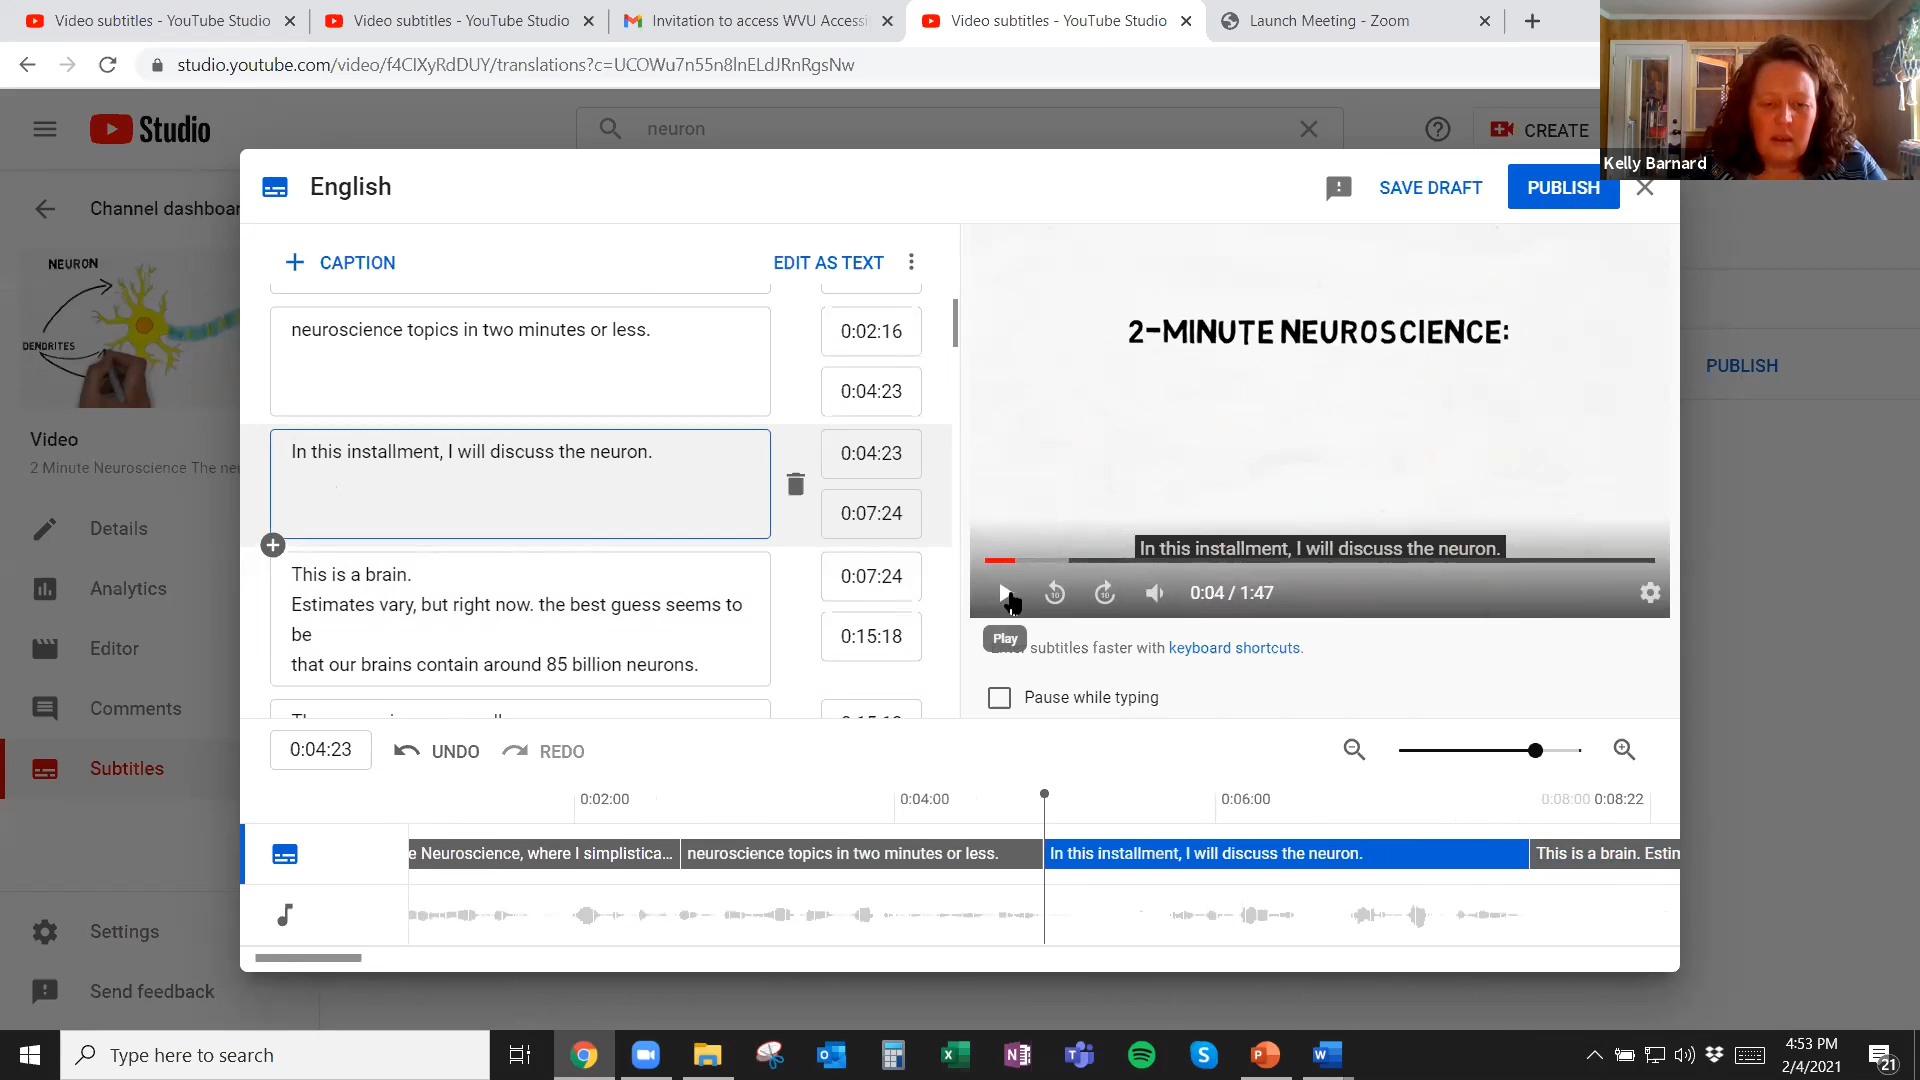 Video subtitles - YouTube Studio
Video subtitles - YouTube Studio
Invitation to access WVU Accessi
Video subtitles - YouTube Studio
Launch Meeting - Zoom
studio.youtube.com/video/f4ClXyRdDUY/translations?c=UCOWu7n55n8lnELdJRnRgsNw
Kelly Barnard
Studio
neuron
CREATE
English
SAVE DRAFT
PUBLISH
Channel dashboar
CAPTION
EDIT AS TEXT
NEURON
DENDRITES
neuroscience topics in two minutes or less.
0:02:16
0:04:23
2-MINUTE NEUROSCIENCE:
PUBLISH
Video
2 Minute Neuroscience The neu
In this installment, I will discuss the neuron.
0:04:23
0:07:24
In this installment, I will discuss the neuron.
0:04 / 1:47
Details
This is a brain.
Estimates vary, but right now. the best guess seems to
be
that our brains contain around 85 billion neurons.
0:07:24
0:15:18
Play
subtitles faster with keyboard shortcuts.
Pause while typing
Analytics
Editor
Comments
Subtitles
0:04:23
UNDO
REDO
0:02:00
0:04:00
0:06:00
0:08:00
0:08:22
e Neuroscience, where I simplistica...
neuroscience topics in two minutes or less.
In this installment, I will discuss the neuron.
This is a brain. Estin
Settings
Send feedback
Type here to search
4:53 PM
2/4/2021
21